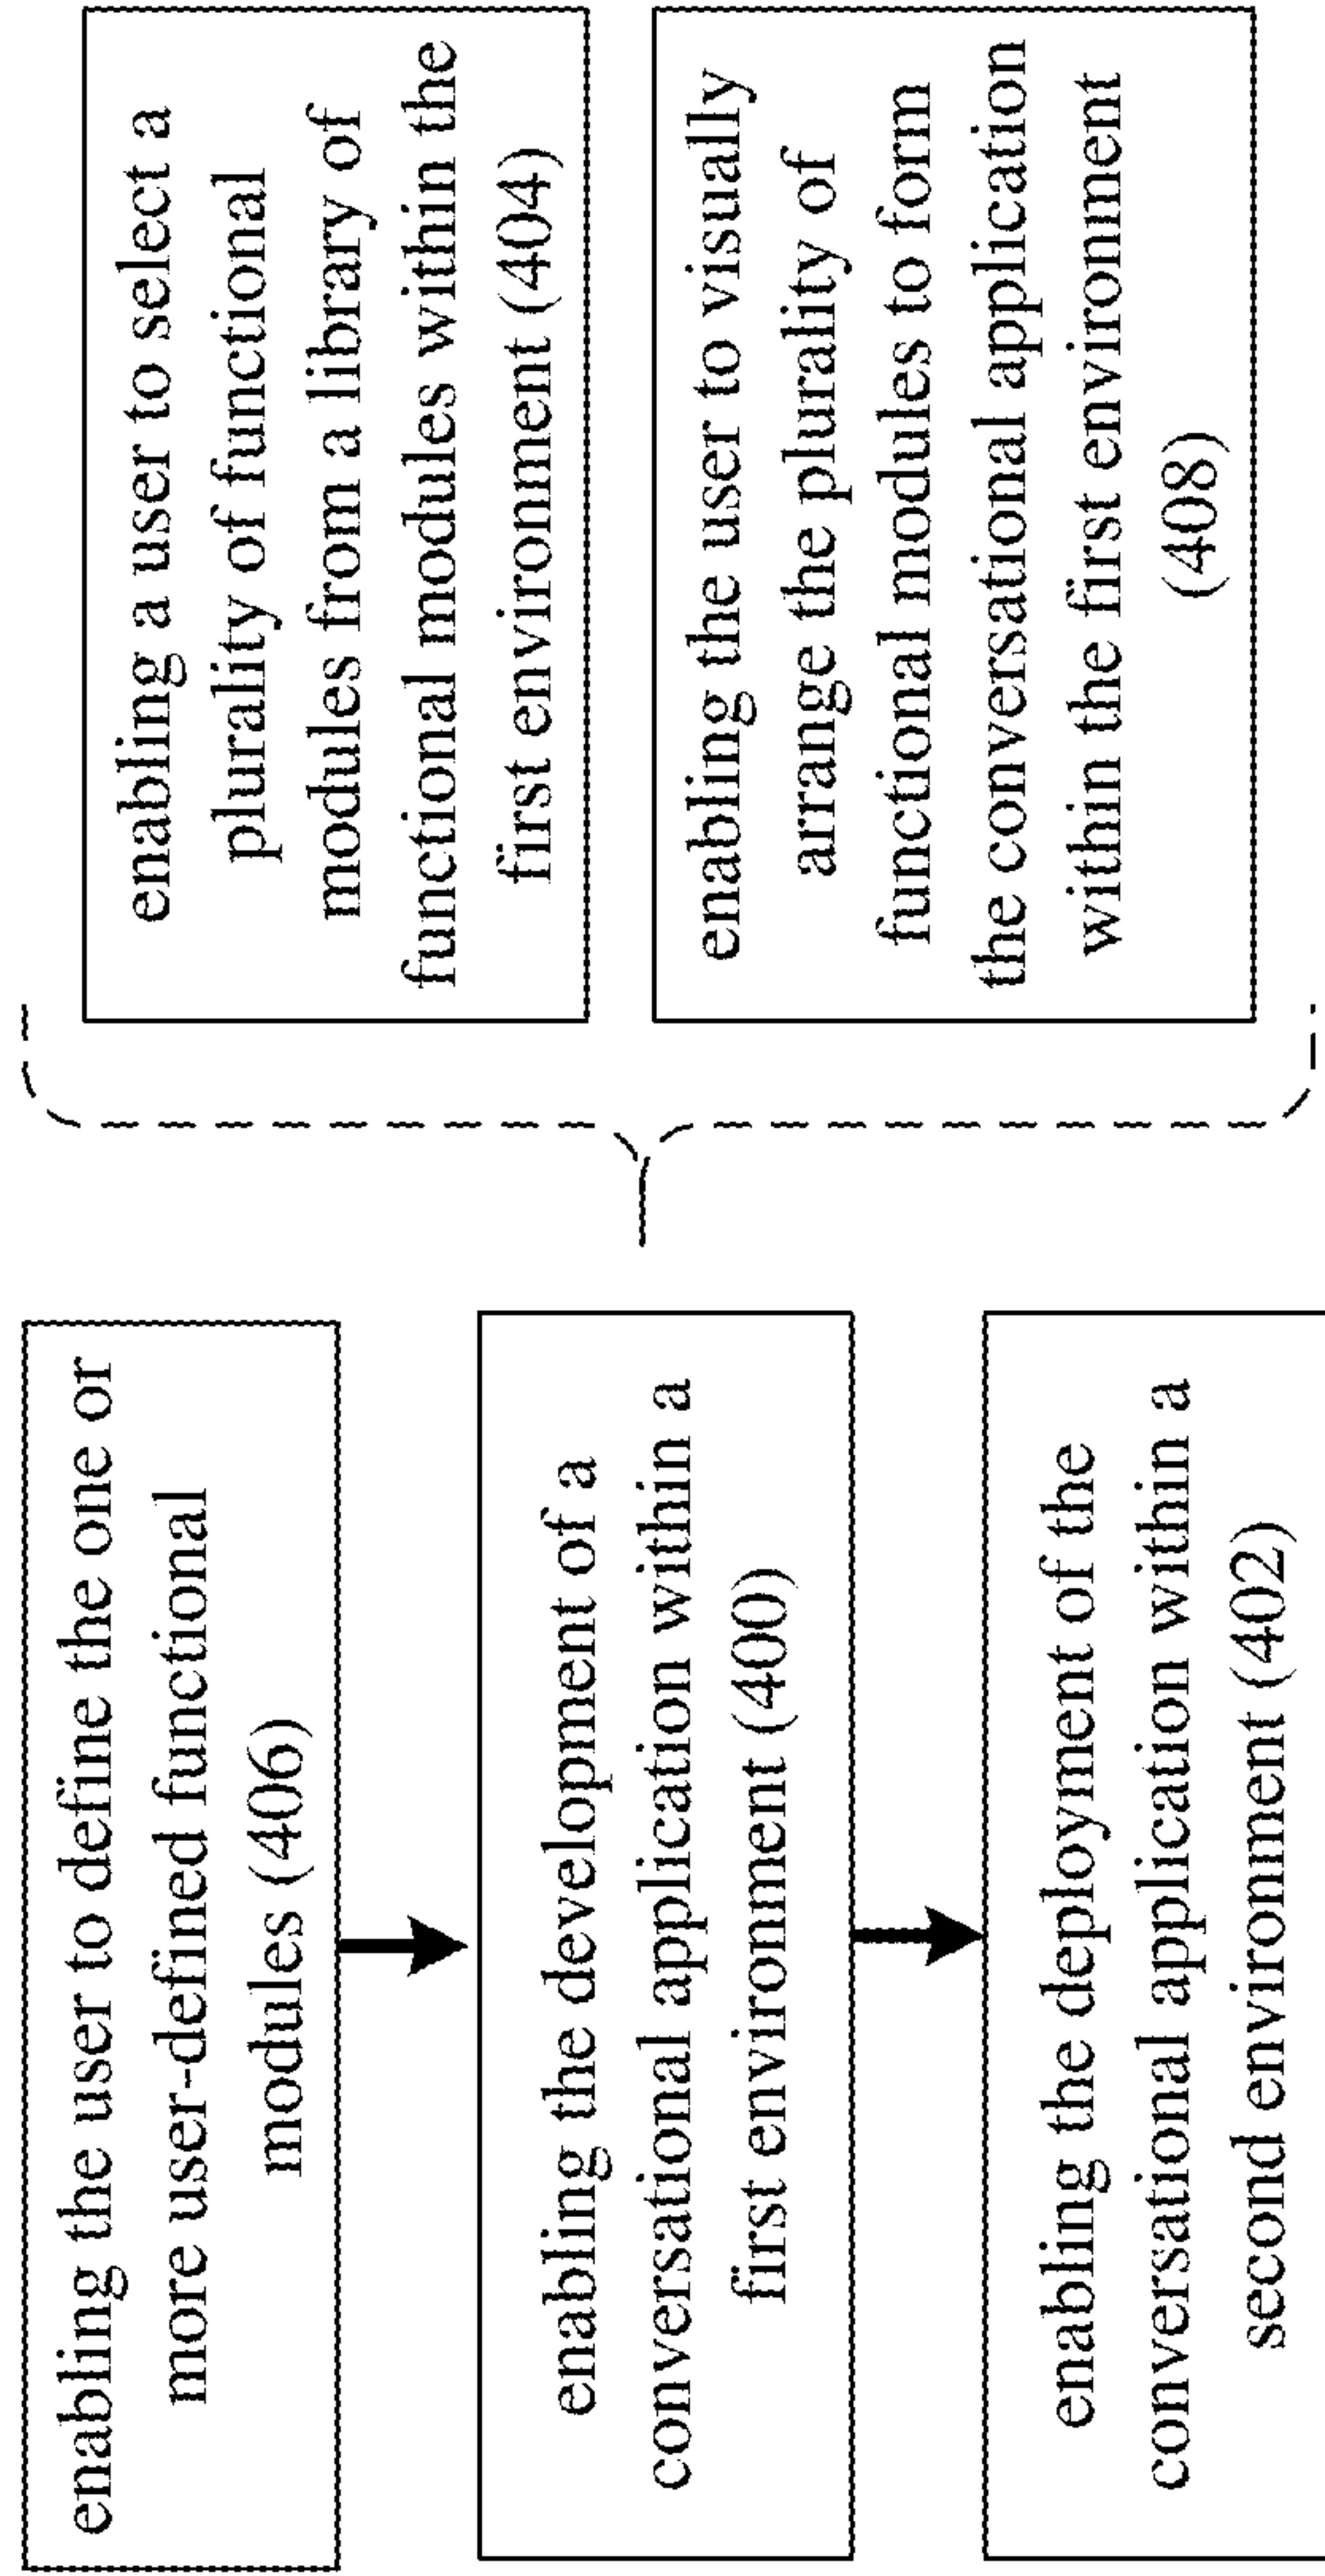 enabling the user to define the one or
more user-defined functional
modules (406)
enabling the development of a
conversational application within a
first environment (400)
enabling the deployment of the
conversational application within a
second environment (402)
enabling a user to select a
plurality of functional
modules from a library of
functional modules within the
first environment (404)
enabling the user to visually
arrange the plurality of
functional modules to form
the conversational application
within the first environment
(408)